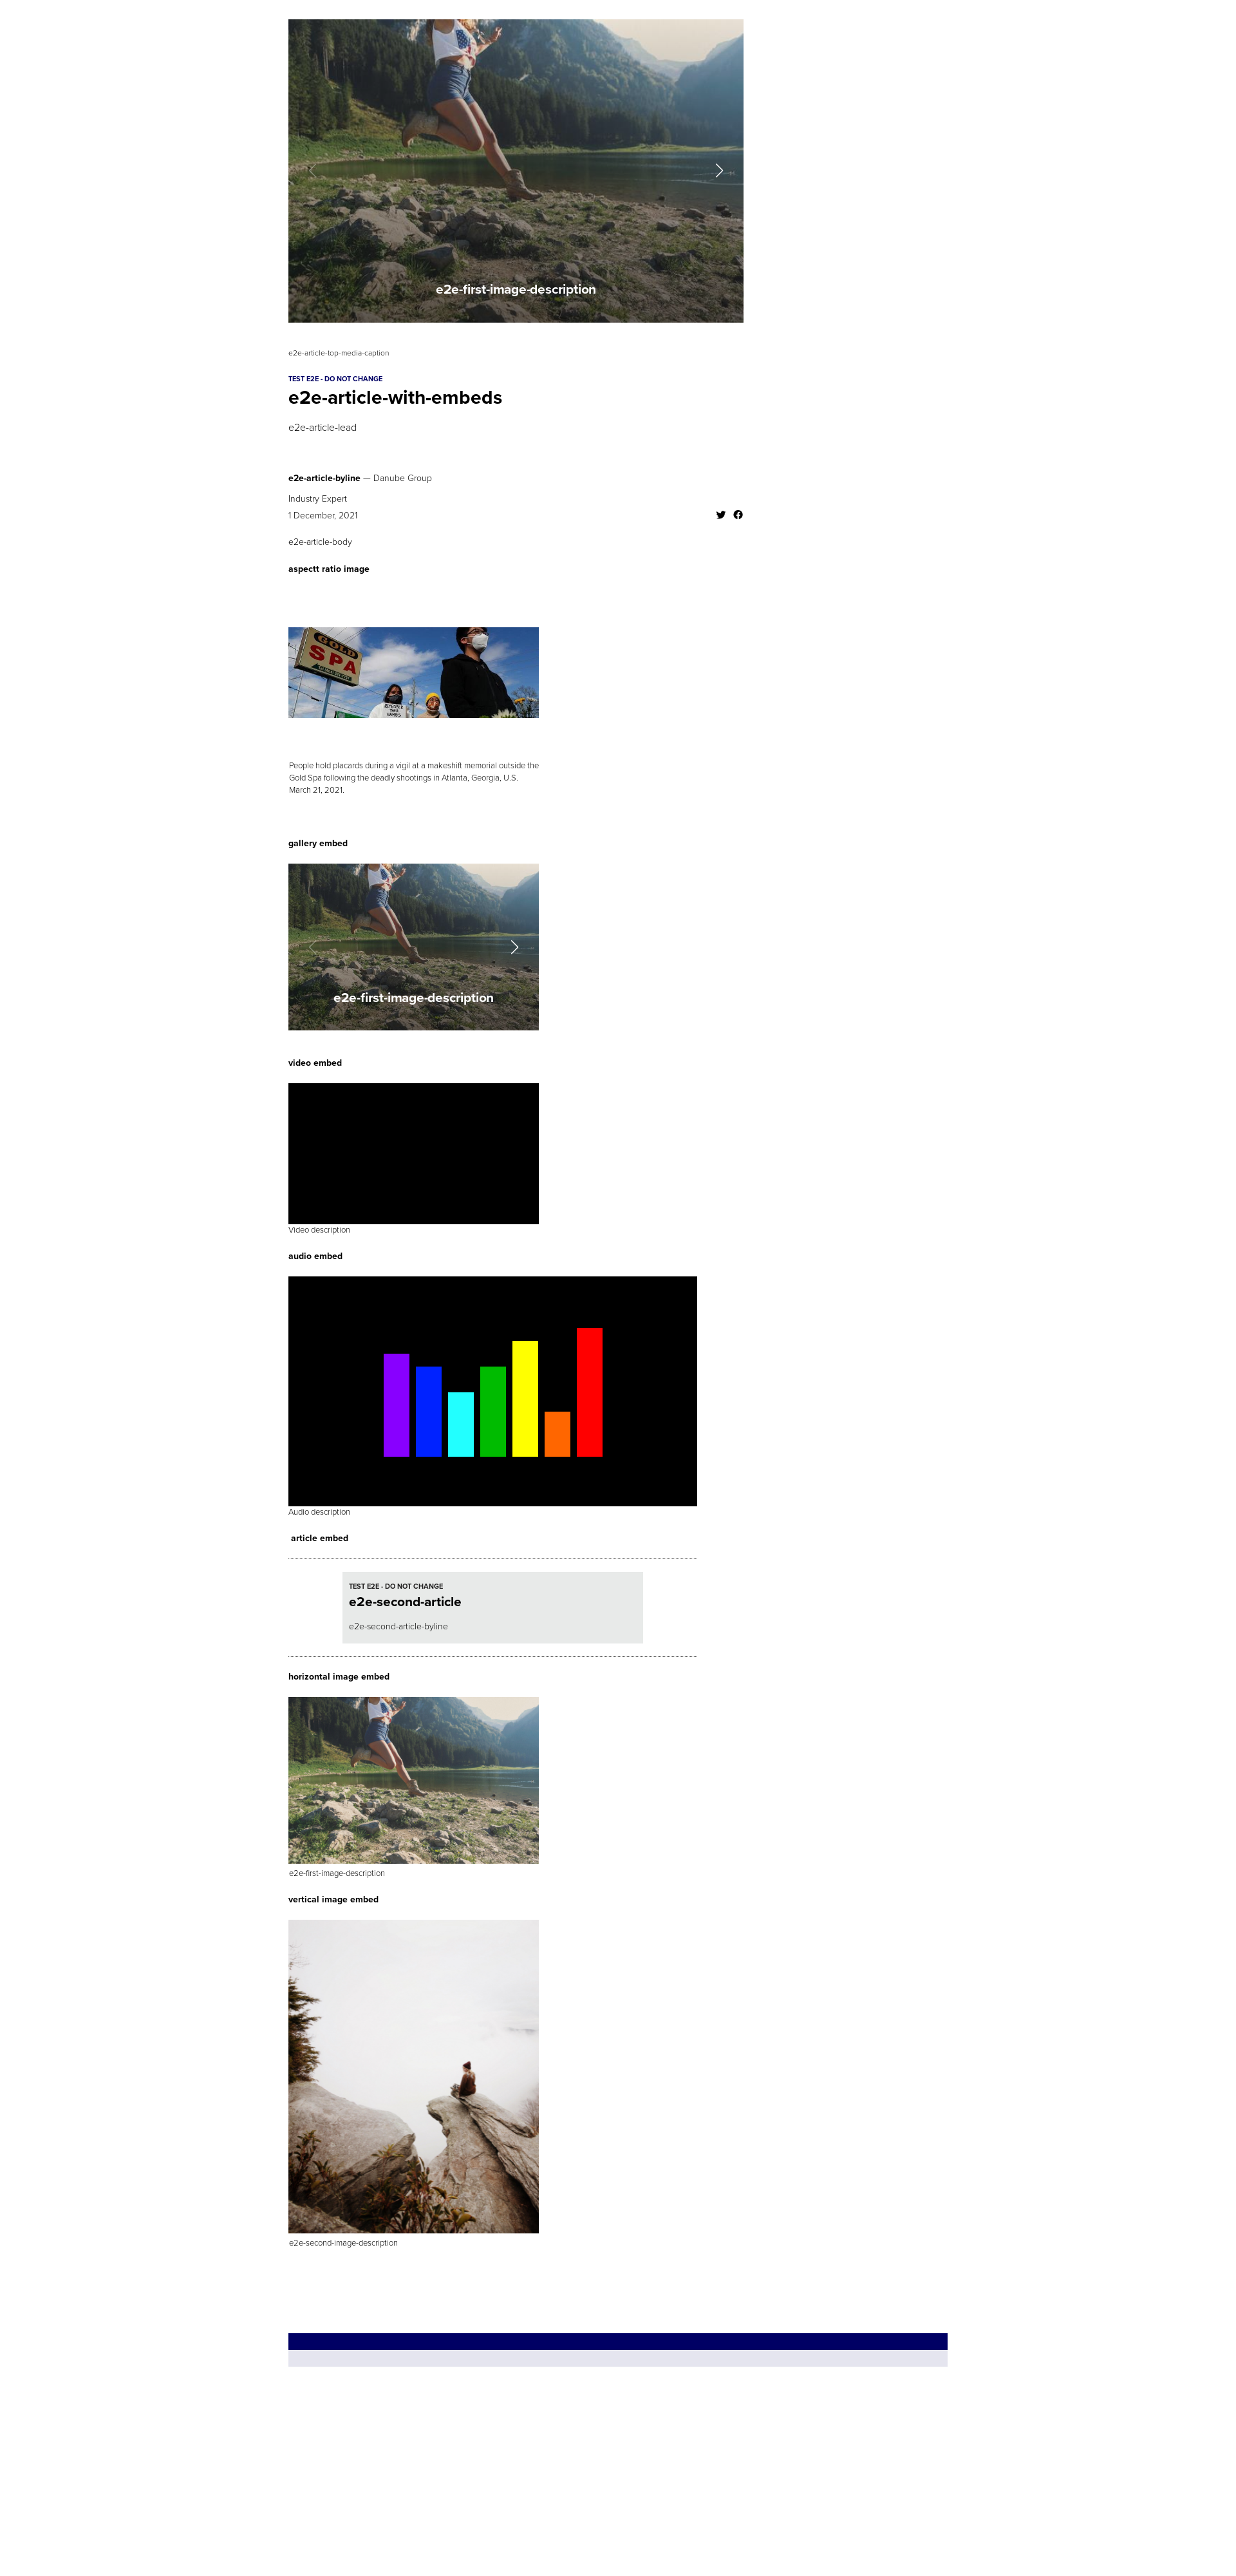 e2e-first-image-description
e2e-article-top-media-caption
TEST E2E - DO NOT CHANGE
e2e-article-with-embeds
e2e-article-lead
e2e-article-byline — Danube Group
Industry Expert
1 December, 2021
e2e-article-body
aspectt ratio image
GOLD
SPA
People hold placards during a vigil at a makeshift memorial outside the
Gold Spa following the deadly shootings in Atlanta, Georgia, U.S.
March 21, 2021.
gallery embed
e2e-first-image-description
video embed
Video description
audio embed
Audio description
article embed
TEST E2E - DO NOT CHANGE
e2e-second-article
e2e-second-article-byline
horizontal image embed
e2e-first-image-description
vertical image embed
e2e-second-image-description